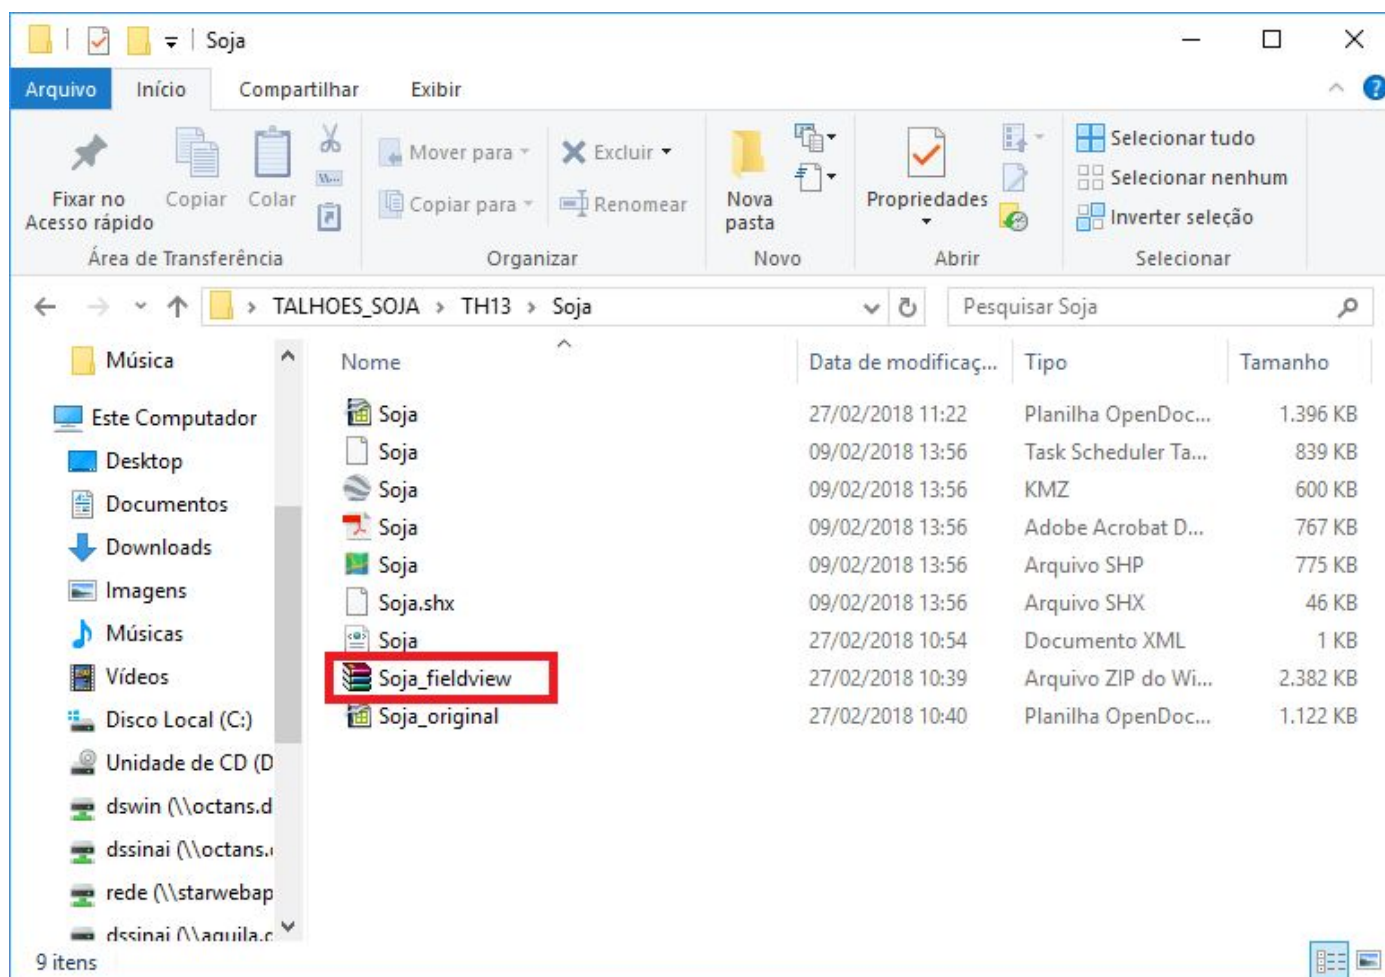 Soja
Arquivo Início Compartilhar Exibir
Fixar no Acesso rápido
Copiar
Colar
Área de Transferência
Mover para
Copiar para
Excluir
Renomear
Organizar
Nova pasta
Novo
Propriedades
Abrir
Selecionar tudo
Selecionar nenhum
Inverter seleção
Selecionar
TALHOES_SOJA > TH13 > Soja
Pesquisar Soja
Música
Este Computador
Desktop
Documentos
Downloads
Imagens
Músicas
Vídeos
Disco Local (C:)
Unidade de CD (D
dswin (\\octans.d
dssinai (\\octans.
rede (\\starwebap
dssinai (\\aquila.c
Nome Data de modificaç... Tipo Tamanho
Soja 27/02/2018 11:22 Planilha OpenDoc... 1.396 KB
Soja 09/02/2018 13:56 Task Scheduler Ta... 839 KB
Soja 09/02/2018 13:56 KMZ 600 KB
Soja 09/02/2018 13:56 Adobe Acrobat D... 767 KB
Soja 09/02/2018 13:56 Arquivo SHP 775 KB
Soja.shx 09/02/2018 13:56 Arquivo SHX 46 KB
Soja 27/02/2018 10:54 Documento XML 1 KB
Soja_fieldview 27/02/2018 10:39 Arquivo ZIP do Wi... 2.382 KB
Soja_original 27/02/2018 10:40 Planilha OpenDoc... 1.122 KB
9 itens